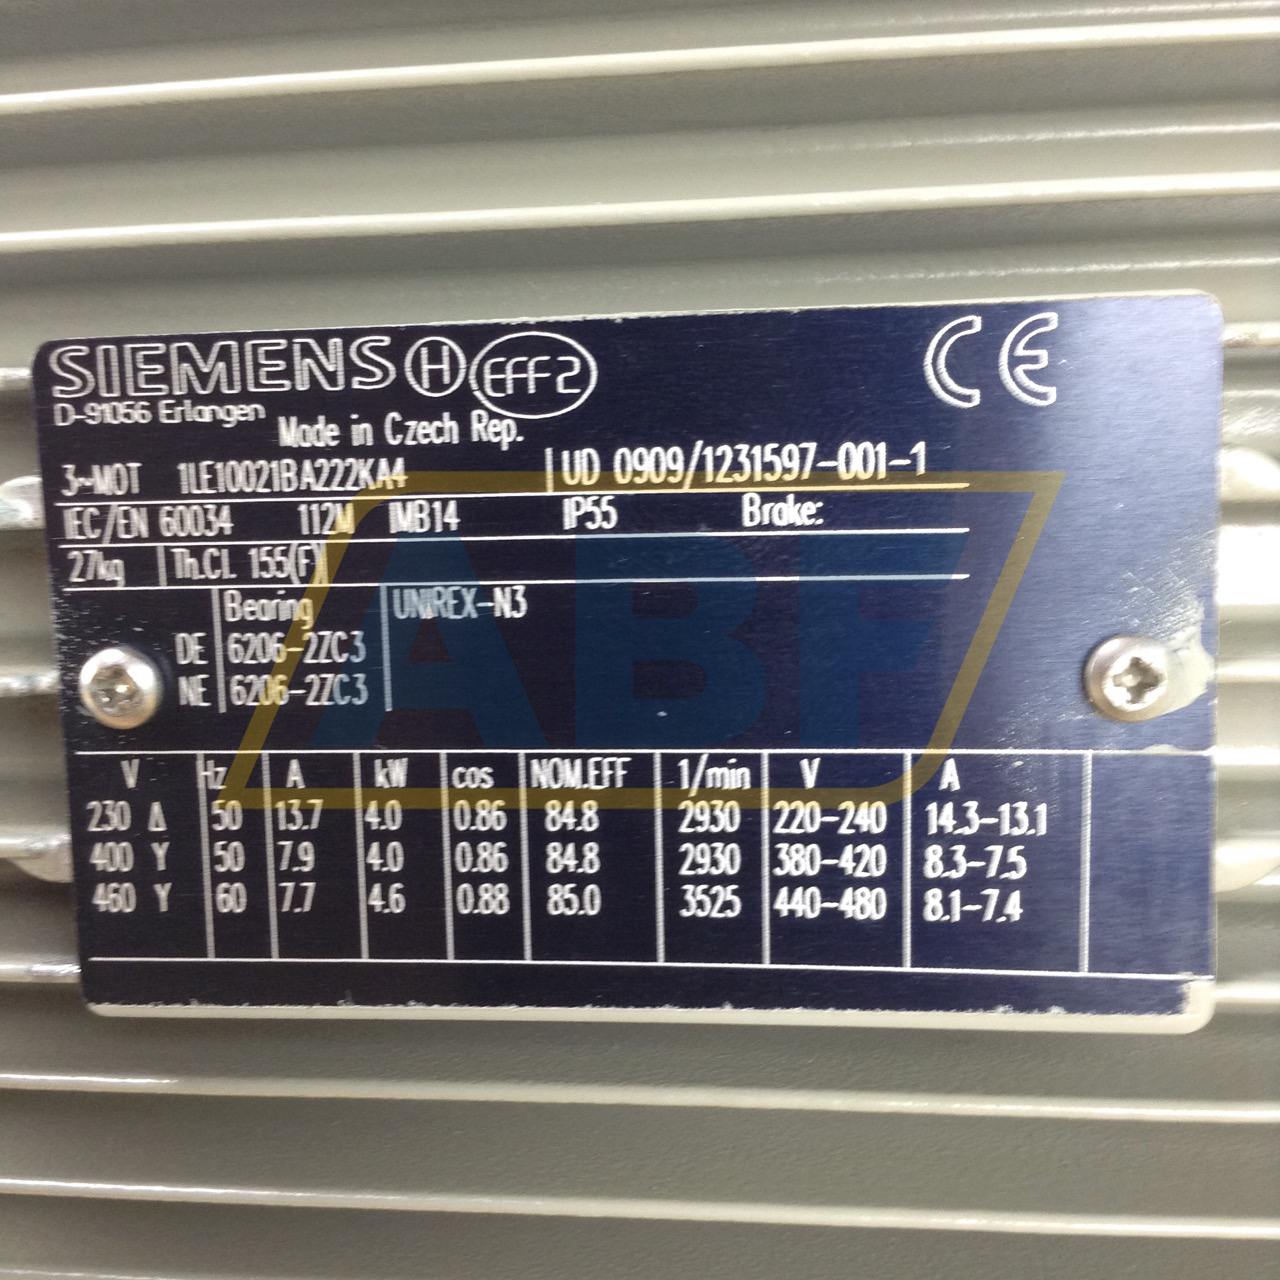 SIEMENS H EFF2 CE
D-91056 Erlangen
Made in Czech Rep.
3~MOT 1LE10021BA222KA4 UD 0909/1231597-001-1
IEC/EN 60034 112M IMB14 IP55 Brake:
27kg Th.Cl. 155(F)
Bearing UNIREX-N3
DE 6206-2ZC3
NE 6206-2ZC3
ABF
V Hz A kW cos NOM.EFF 1/min V A
230 Δ 50 13.7 4.0 0.86 84.8 2930 220-240 14.3-13.1
400 Y 50 7.9 4.0 0.86 84.8 2930 380-420 8.3-7.5
460 Y 60 7.7 4.6 0.88 85.0 3525 440-480 8.1-7.4